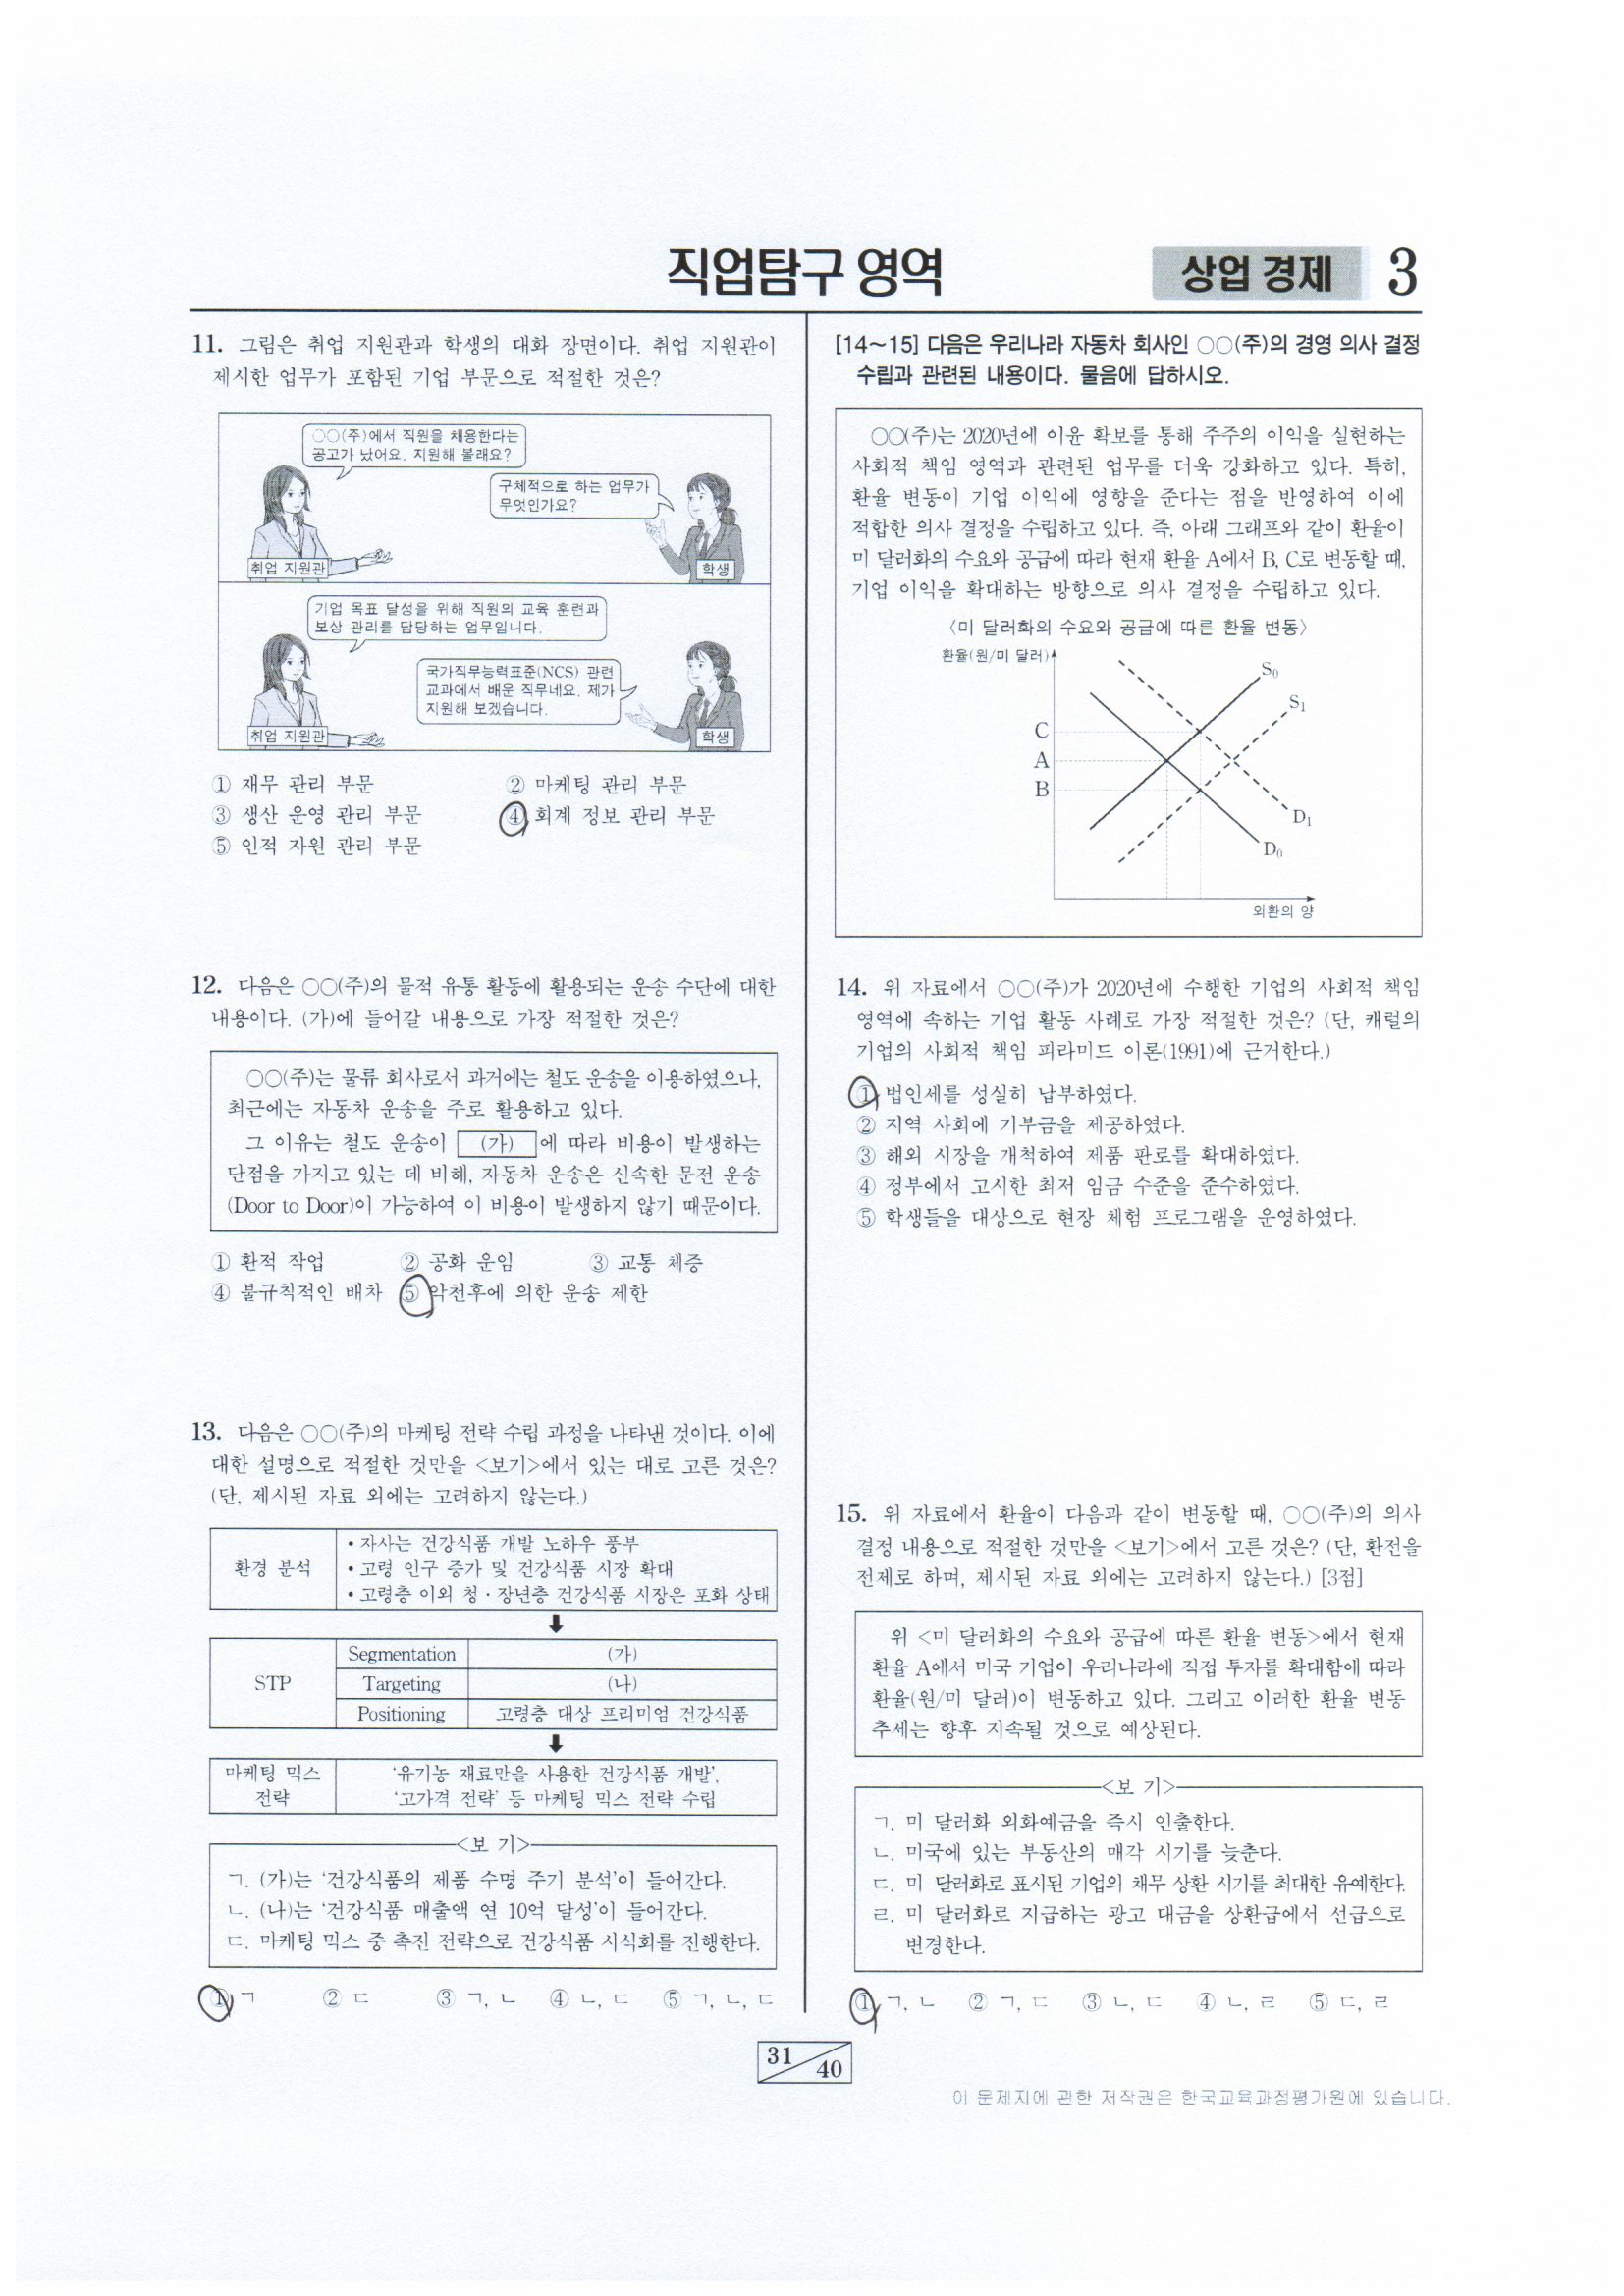 직업탐구 영역
상업 경제
3
11. 그림은 취업 지원관과 학생의 대화 장면이다. 취업 지원관이
제시한 업무가 포함된 기업 부문으로 적절한 것은?
○○(주)에서 직원을 채용한다는
공고가 났어요. 지원해 볼래요?
구체적으로 하는 업무가
무엇인가요?
취업 지원관
학생
기업 목표 달성을 위해 직원의 교육 훈련과
보상 관리를 담당하는 업무입니다.
국가직무능력표준(NCS) 관련
교과에서 배운 직무네요. 제가
지원해 보겠습니다.
취업 지원관
학생
① 재무 관리 부문 ② 마케팅 관리 부문
③ 생산 운영 관리 부문 ④ 회계 정보 관리 부문
⑤ 인적 자원 관리 부문
12. 다음은 ○○(주)의 물적 유통 활동에 활용되는 운송 수단에 대한
내용이다. (가)에 들어갈 내용으로 가장 적절한 것은?
○○(주)는 물류 회사로서 과거에는 철도 운송을 이용하였으나,
최근에는 자동차 운송을 주로 활용하고 있다.
그 이유는 철도 운송이 (가) 에 따라 비용이 발생하는
단점을 가지고 있는 데 비해, 자동차 운송은 신속한 문전 운송
(Door to Door)이 가능하여 이 비용이 발생하지 않기 때문이다.
① 환적 작업 ② 공화 운임 ③ 교통 체증
④ 불규칙적인 배차 ⑤ 악천후에 의한 운송 제한
13. 다음은 ○○(주)의 마케팅 전략 수립 과정을 나타낸 것이다. 이에
대한 설명으로 적절한 것만을 <보기>에서 있는 대로 고른 것은?
(단, 제시된 자료 외에는 고려하지 않는다.)
환경 분석
• 자사는 건강식품 개발 노하우 풍부
• 고령 인구 증가 및 건강식품 시장 확대
• 고령층 이외 청·장년층 건강식품 시장은 포화 상태
STP
Segmentation (가)
Targeting (나)
Positioning 고령층 대상 프리미엄 건강식품
마케팅 믹스
전략
‘유기농 재료만을 사용한 건강식품 개발’,
‘고가격 전략’ 등 마케팅 믹스 전략 수립
<보 기>
ㄱ. (가)는 ‘건강식품의 제품 수명 주기 분석’이 들어간다.
ㄴ. (나)는 ‘건강식품 매출액 연 10억 달성’이 들어간다.
ㄷ. 마케팅 믹스 중 촉진 전략으로 건강식품 시식회를 진행한다.
① ㄱ ② ㄷ ③ ㄱ, ㄴ ④ ㄴ, ㄷ ⑤ ㄱ, ㄴ, ㄷ
[14～15] 다음은 우리나라 자동차 회사인 ○○(주)의 경영 의사 결정
수립과 관련된 내용이다. 물음에 답하시오.
○○(주)는 2020년에 이윤 확보를 통해 주주의 이익을 실현하는
사회적 책임 영역과 관련된 업무를 더욱 강화하고 있다. 특히,
환율 변동이 기업 이익에 영향을 준다는 점을 반영하여 이에
적합한 의사 결정을 수립하고 있다. 즉, 아래 그래프와 같이 환율이
미 달러화의 수요와 공급에 따라 현재 환율 A에서 B, C로 변동할 때,
기업 이익을 확대하는 방향으로 의사 결정을 수립하고 있다.
<미 달러화의 수요와 공급에 따른 환율 변동>
환율(원/미 달러)
S₀
S₁
C
A
B
D₁
D₀
외환의 양
14. 위 자료에서 ○○(주)가 2020년에 수행한 기업의 사회적 책임
영역에 속하는 기업 활동 사례로 가장 적절한 것은? (단, 캐럴의
기업의 사회적 책임 피라미드 이론(1991)에 근거한다.)
① 법인세를 성실히 납부하였다.
② 지역 사회에 기부금을 제공하였다.
③ 해외 시장을 개척하여 제품 판로를 확대하였다.
④ 정부에서 고시한 최저 임금 수준을 준수하였다.
⑤ 학생들을 대상으로 현장 체험 프로그램을 운영하였다.
15. 위 자료에서 환율이 다음과 같이 변동할 때, ○○(주)의 의사
결정 내용으로 적절한 것만을 <보기>에서 고른 것은? (단, 환전을
전제로 하며, 제시된 자료 외에는 고려하지 않는다.) [3점]
위 <미 달러화의 수요와 공급에 따른 환율 변동>에서 현재
환율 A에서 미국 기업이 우리나라에 직접 투자를 확대함에 따라
환율(원/미 달러)이 변동하고 있다. 그리고 이러한 환율 변동
추세는 향후 지속될 것으로 예상된다.
<보 기>
ㄱ. 미 달러화 외화예금을 즉시 인출한다.
ㄴ. 미국에 있는 부동산의 매각 시기를 늦춘다.
ㄷ. 미 달러화로 표시된 기업의 채무 상환 시기를 최대한 유예한다.
ㄹ. 미 달러화로 지급하는 광고 대금을 상환급에서 선급으로
변경한다.
① ㄱ, ㄴ ② ㄱ, ㄷ ③ ㄴ, ㄷ ④ ㄴ, ㄹ ⑤ ㄷ, ㄹ
31
40
이 문제지에 관한 저작권은 한국교육과정평가원에 있습니다.